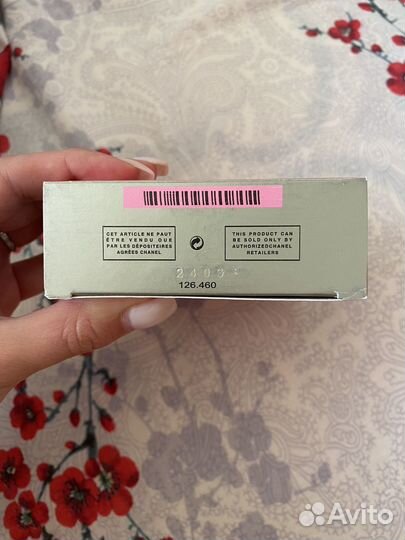 CET ARTICLE NE PAUT
ÊTRE VENDU QUE
PAR LES DÉPOSITEIRES
AGRÉES CHANEL
THIS PRODUCT CAN
BE SOLD ONLY BY
AUTHORIZEDCHANEL
RETAILERS
126.460
Avito